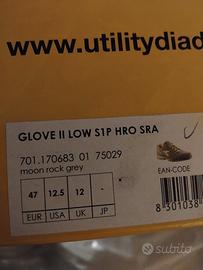 www.utilitydiad
GLOVE II LOW S1P HRO SRA
701.170683 01 75029
moon rock grey
EAN-CODE
47 12.5 12 -
EUR USA UK JP
8 301038
subito